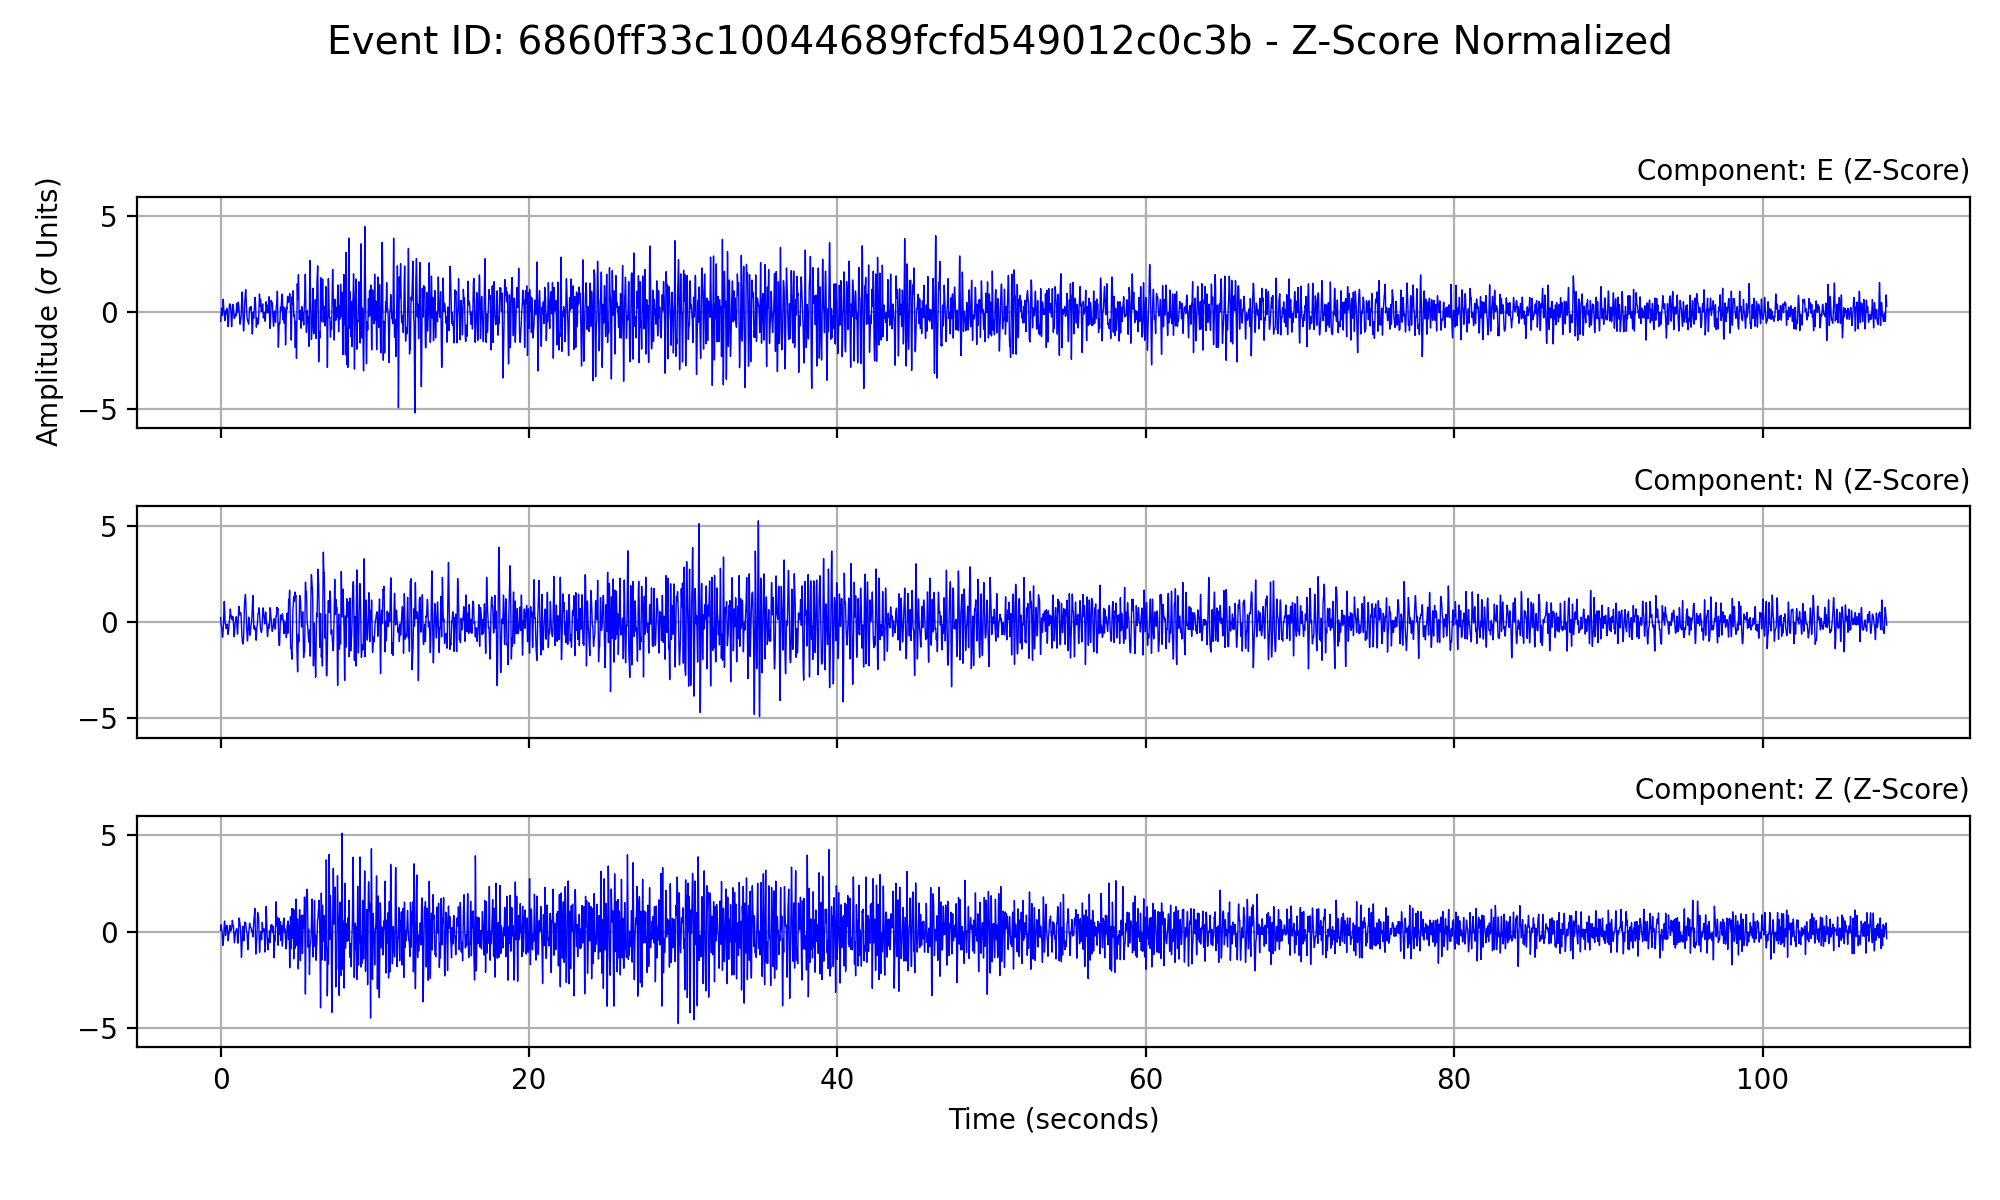 Event ID: 6860ff33c10044689fcfd549012c0c3b - Z-Score Normalized
Component: E (Z-Score)
Amplitude (σ Units)
5
0
−5
Component: N (Z-Score)
5
0
−5
Component: Z (Z-Score)
5
0
−5
0 20 40 60 80 100
Time (seconds)